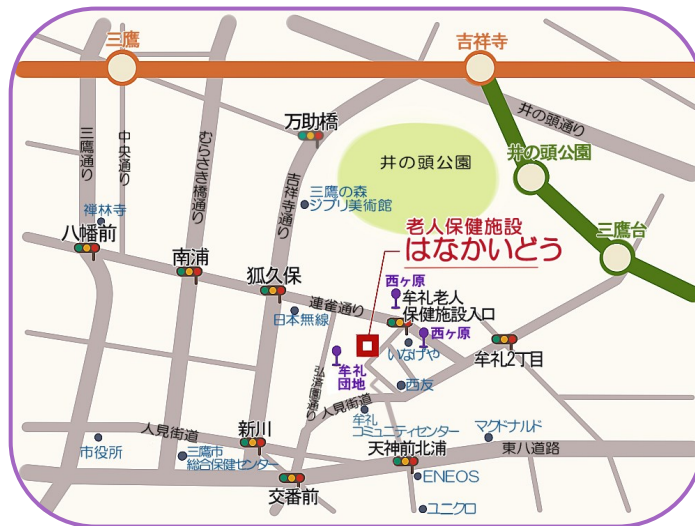 三鷹
吉祥寺
井の頭通り
万助橋
三鷹通り
中央通り
むらさき橋通り
吉祥寺通り
井の頭公園
井の頭公園
三鷹台
三鷹の森
ジブリ美術館
禅林寺
八幡前
南浦
狐久保
老人保健施設
はなかいどう
西ヶ原
連雀通り
日本無線
牟礼老人
保健施設入口
西ヶ原
いなげや
牟礼2丁目
牟礼
団地
弘済園通り
西友
人見街道
牟礼
コミュニティセンター
人見街道
新川
マクドナルド
市役所
三鷹市
総合保健センター
天神前北浦
東八道路
交番前
ENEOS
ユニクロ